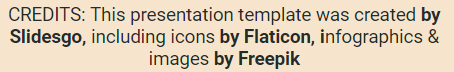 CREDITS: This presentation template was created by
Slidesgo, including icons by Flaticon, infographics &
images by Freepik